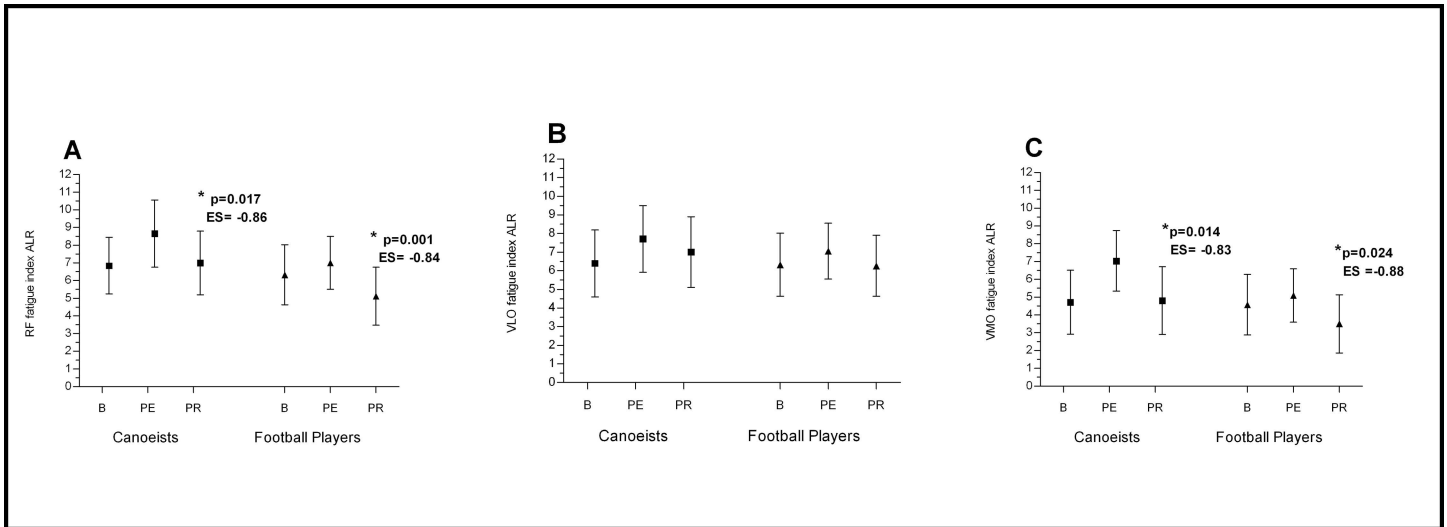 A
RF fatigue index ALR
12
11
10
9
8
7
6
5
4
3
2
1
0
* p=0.017
ES= -0.86
* p=0.001
ES= -0.84
B PE PR B PE PR
Canoeists Football Players
B
VLO fatigue index ALR
12
11
10
9
8
7
6
5
4
3
2
1
0
B PE PR B PE PR
Canoeists Football Players
C
VMO fatigue index ALR
12
11
10
9
8
7
6
5
4
3
2
1
0
*p=0.014
ES= -0.83
*p=0.024
ES =-0.88
B PE PR B PE PR
Canoeists Football Players